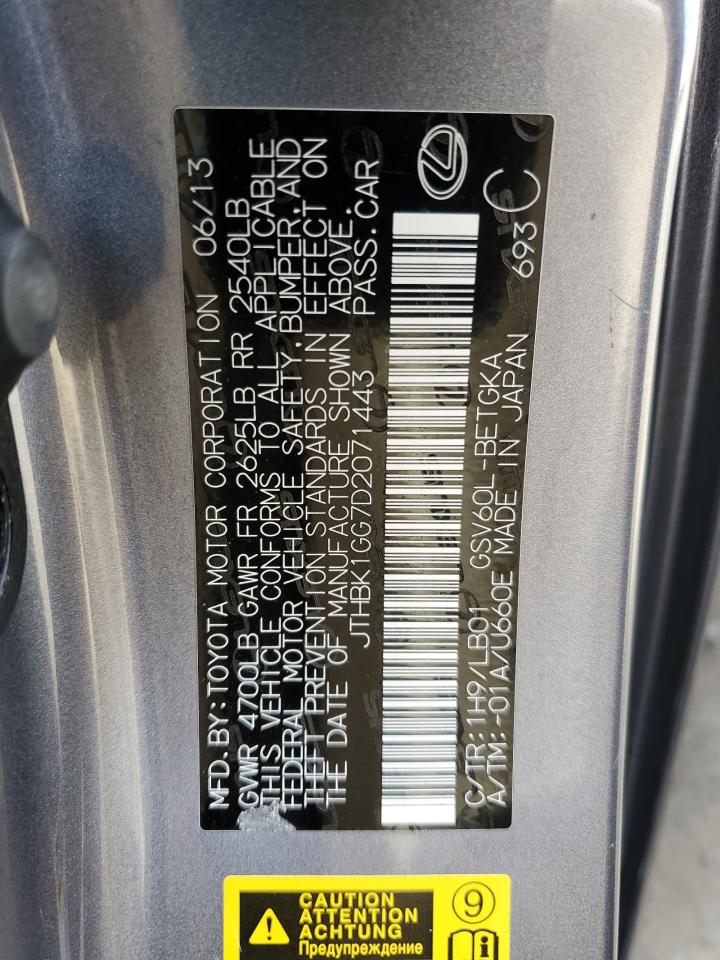 MFD.BY:TOYOTA MOTOR CORPORATION 06/13
GVWR 4700LB GAWR FR 2625LB RR 2540LB
THIS VEHICLE CONFORMS TO ALL APPLICABLE
FEDERAL MOTOR VEHICLE SAFETY,BUMPER,AND
THEFT PREVENTION STANDARDS IN EFFECT ON
THE DATE OF MANUFACTURE SHOWN ABOVE.
JTHBK1GG7D2071443 PASS.CAR
C/TR:1H9/LB01 GSV60L-BETGKA 693 C
A/TM:-01A/U660E MADE IN JAPAN
CAUTION
ATTENTION
ACHTUNG
Предупреждение
9